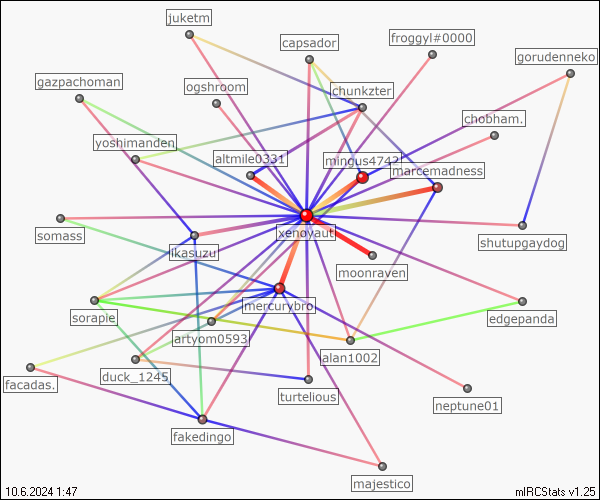 juketm
capsador
froggyl#0000
gorudenneko
gazpachoman
ogshroom
chunkzter
chobham.
yoshimanden
altmile0331
mingus4742
marcemadness
somass
ikasuzu
xenoyaut
shutupgaydog
moonraven
sorapie
mercurybro
edgepanda
artyom0593
alan1002
facadas.
duck_1245
turtelious
neptune01
fakedingo
majestico
10.6.2024 1:47
mIRCStats v1.25